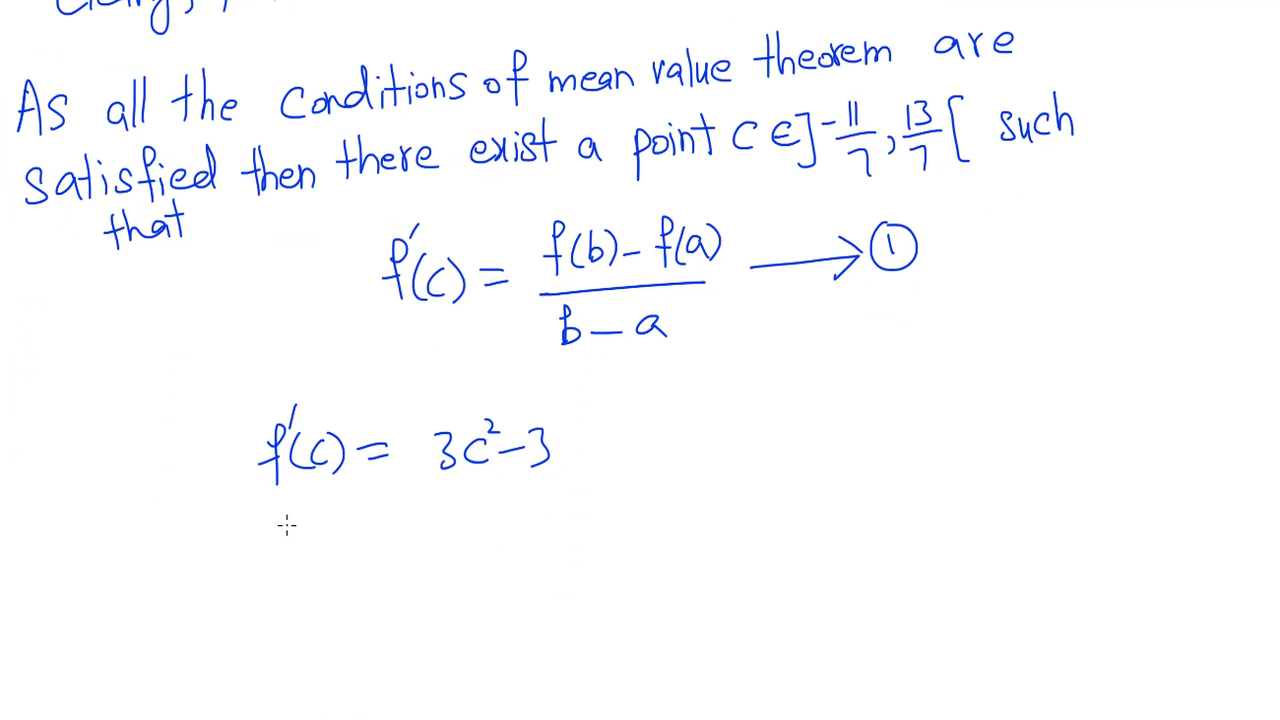 As all the conditions of mean value theorem are
satisfied then there exist a point C ∈ ]-11/7, 13/7[ such
that
f'(c) = (f(b) - f(a))/(b - a) ⟶ ①
f'(c) = 3c² - 3